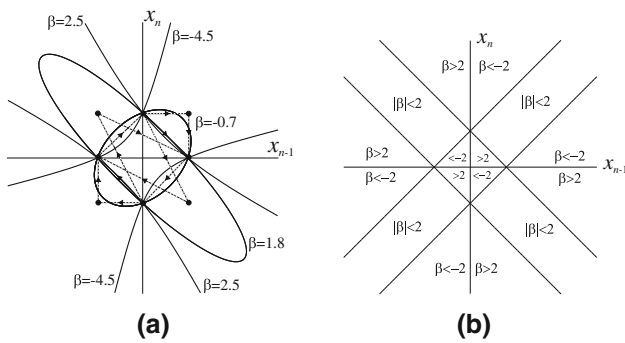 x_n
β=2.5
β=-4.5
β=-0.7
x_{n-1}
β=1.8
β=-4.5
β=2.5
(a)
x_n
β>2
β<-2
|β|<2
|β|<2
β>2
<-2
>2
β<-2
x_{n-1}
β<-2
>2
<-2
β>2
|β|<2
|β|<2
β<-2
β>2
(b)